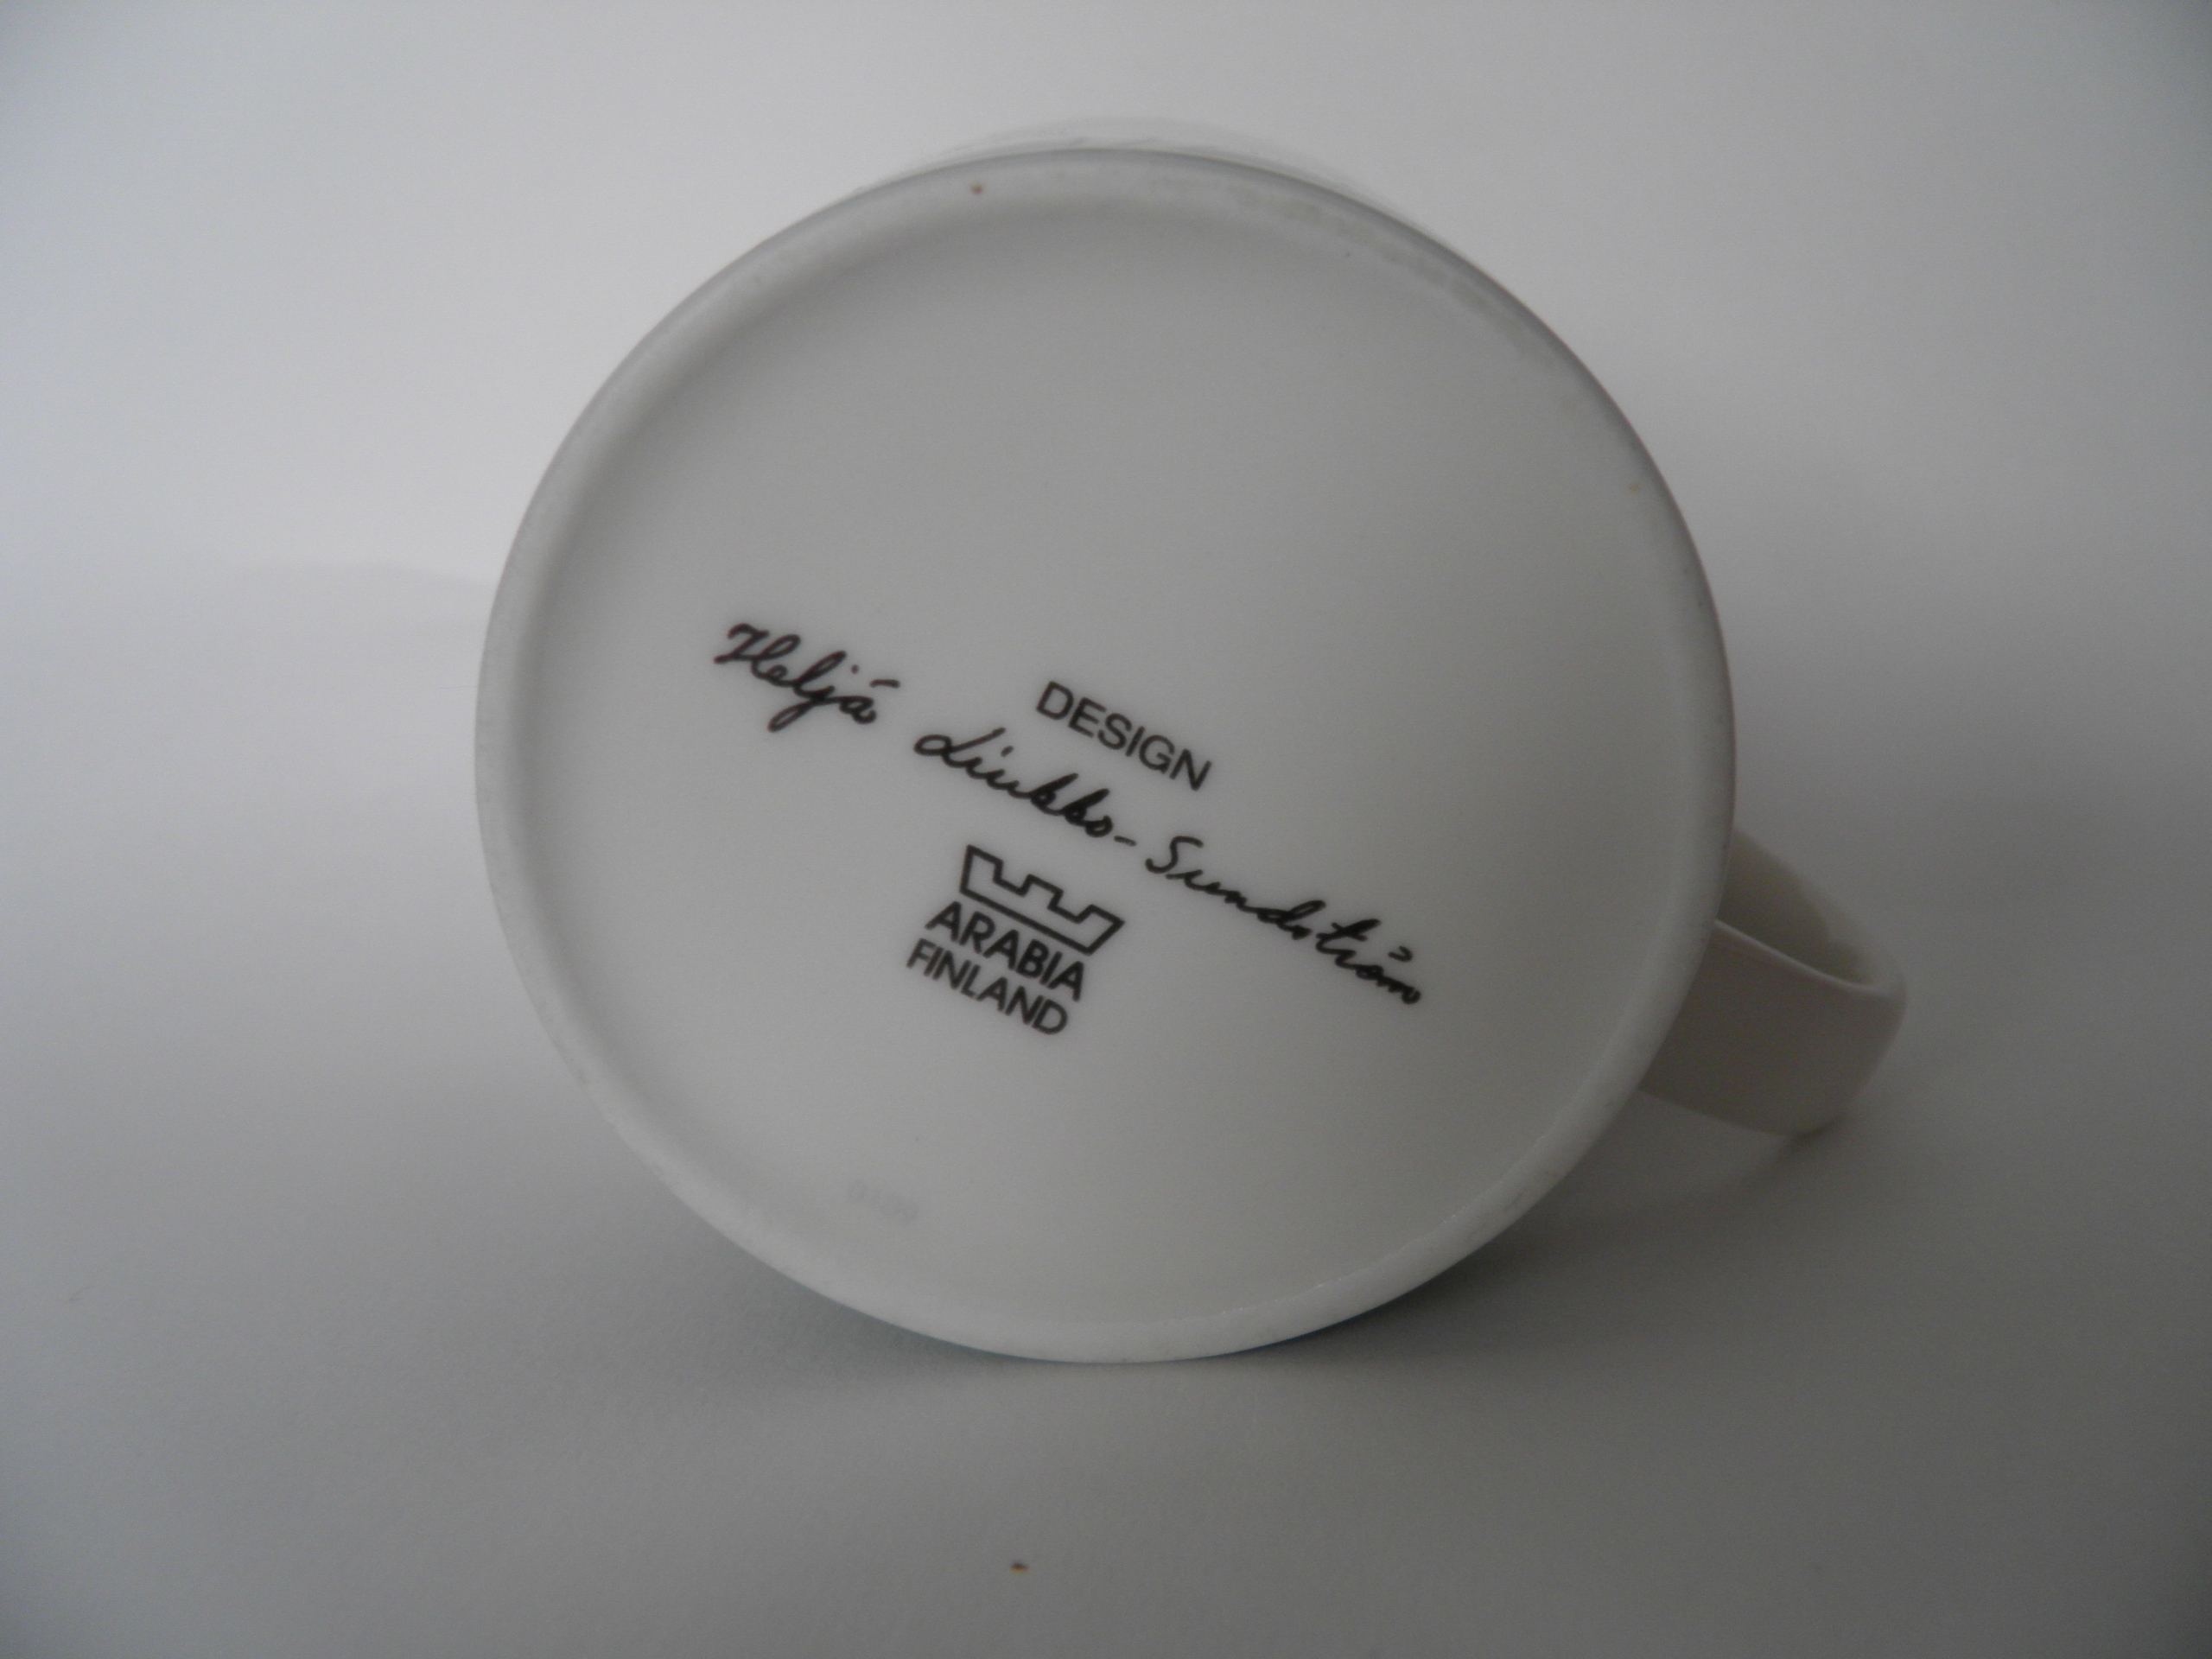 DESIGN
Heljä Liukko-Sundström
ARABIA
FINLAND